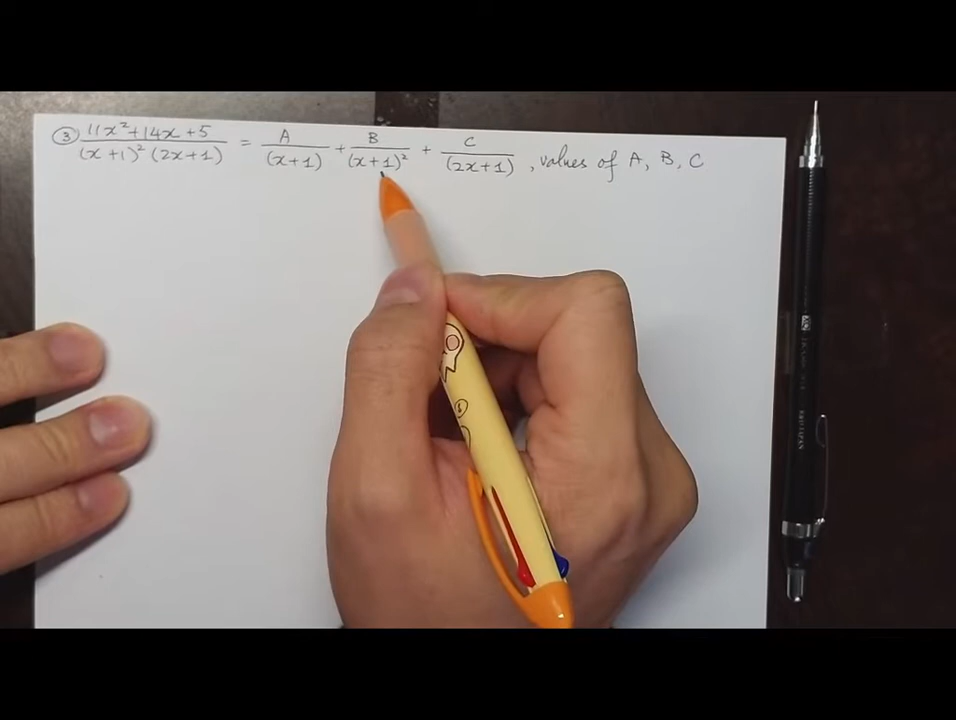 ③ (11x²+14x+5)/((x+1)²(2x+1)) = A/(x+1) + B/(x+1)² + C/(2x+1) , values of A, B, C